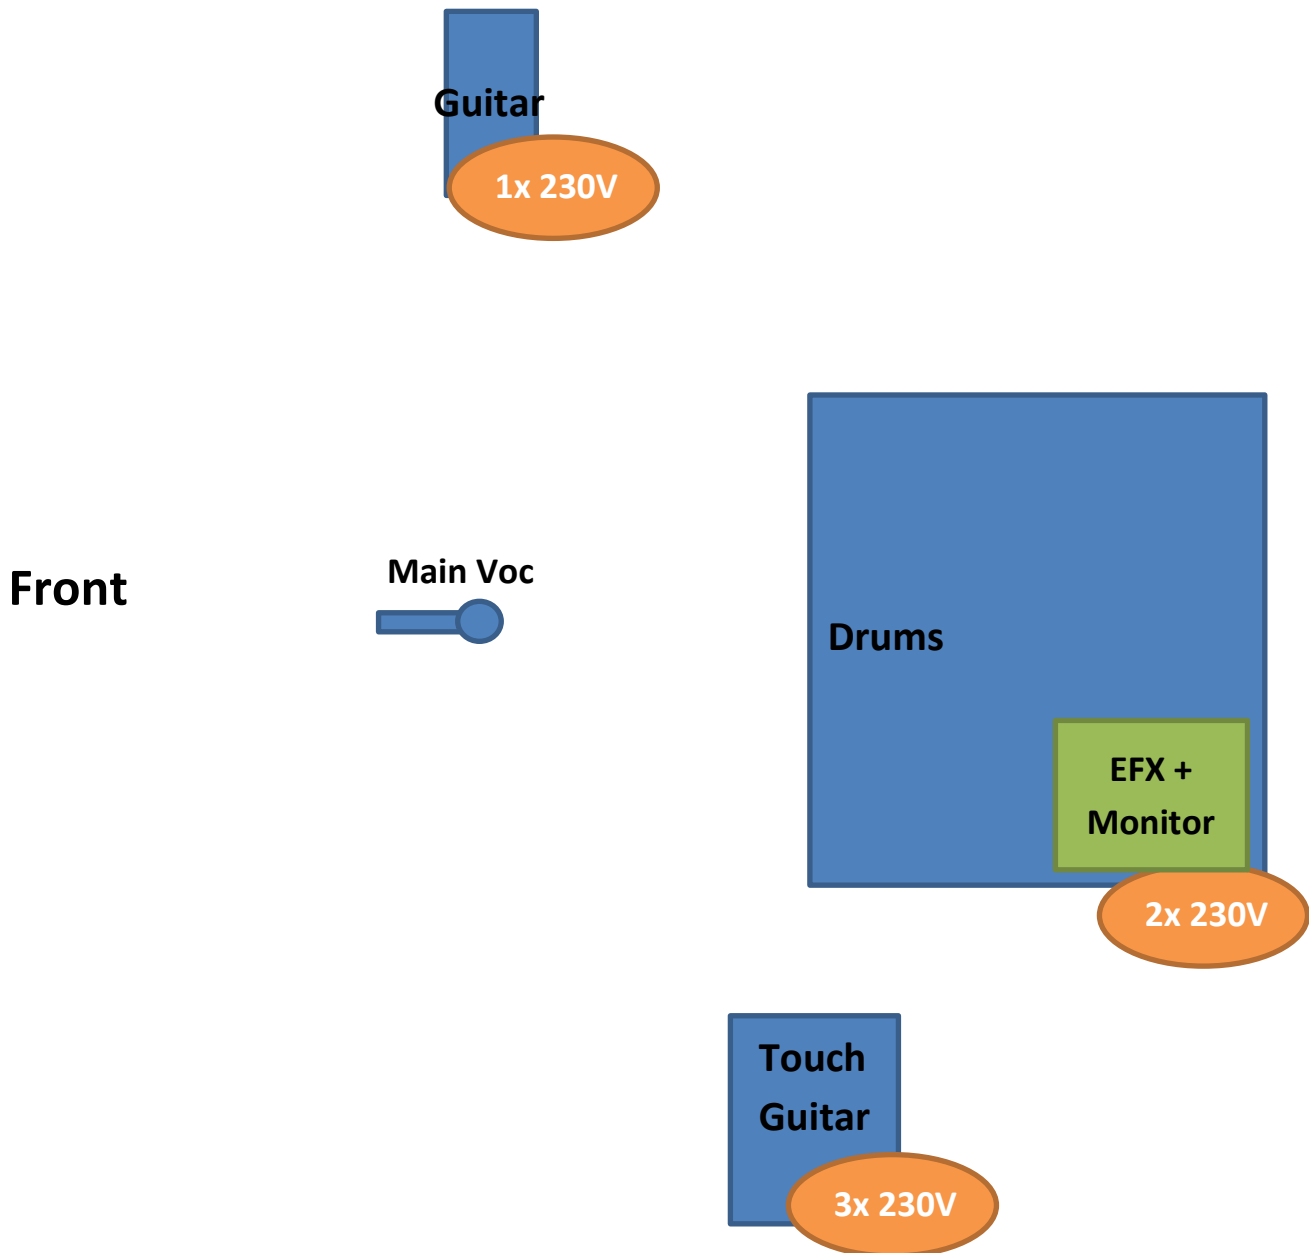 Guitar
1x 230V
Main Voc
Front
Drums
EFX +
Monitor
2x 230V
Touch
Guitar
3x 230V